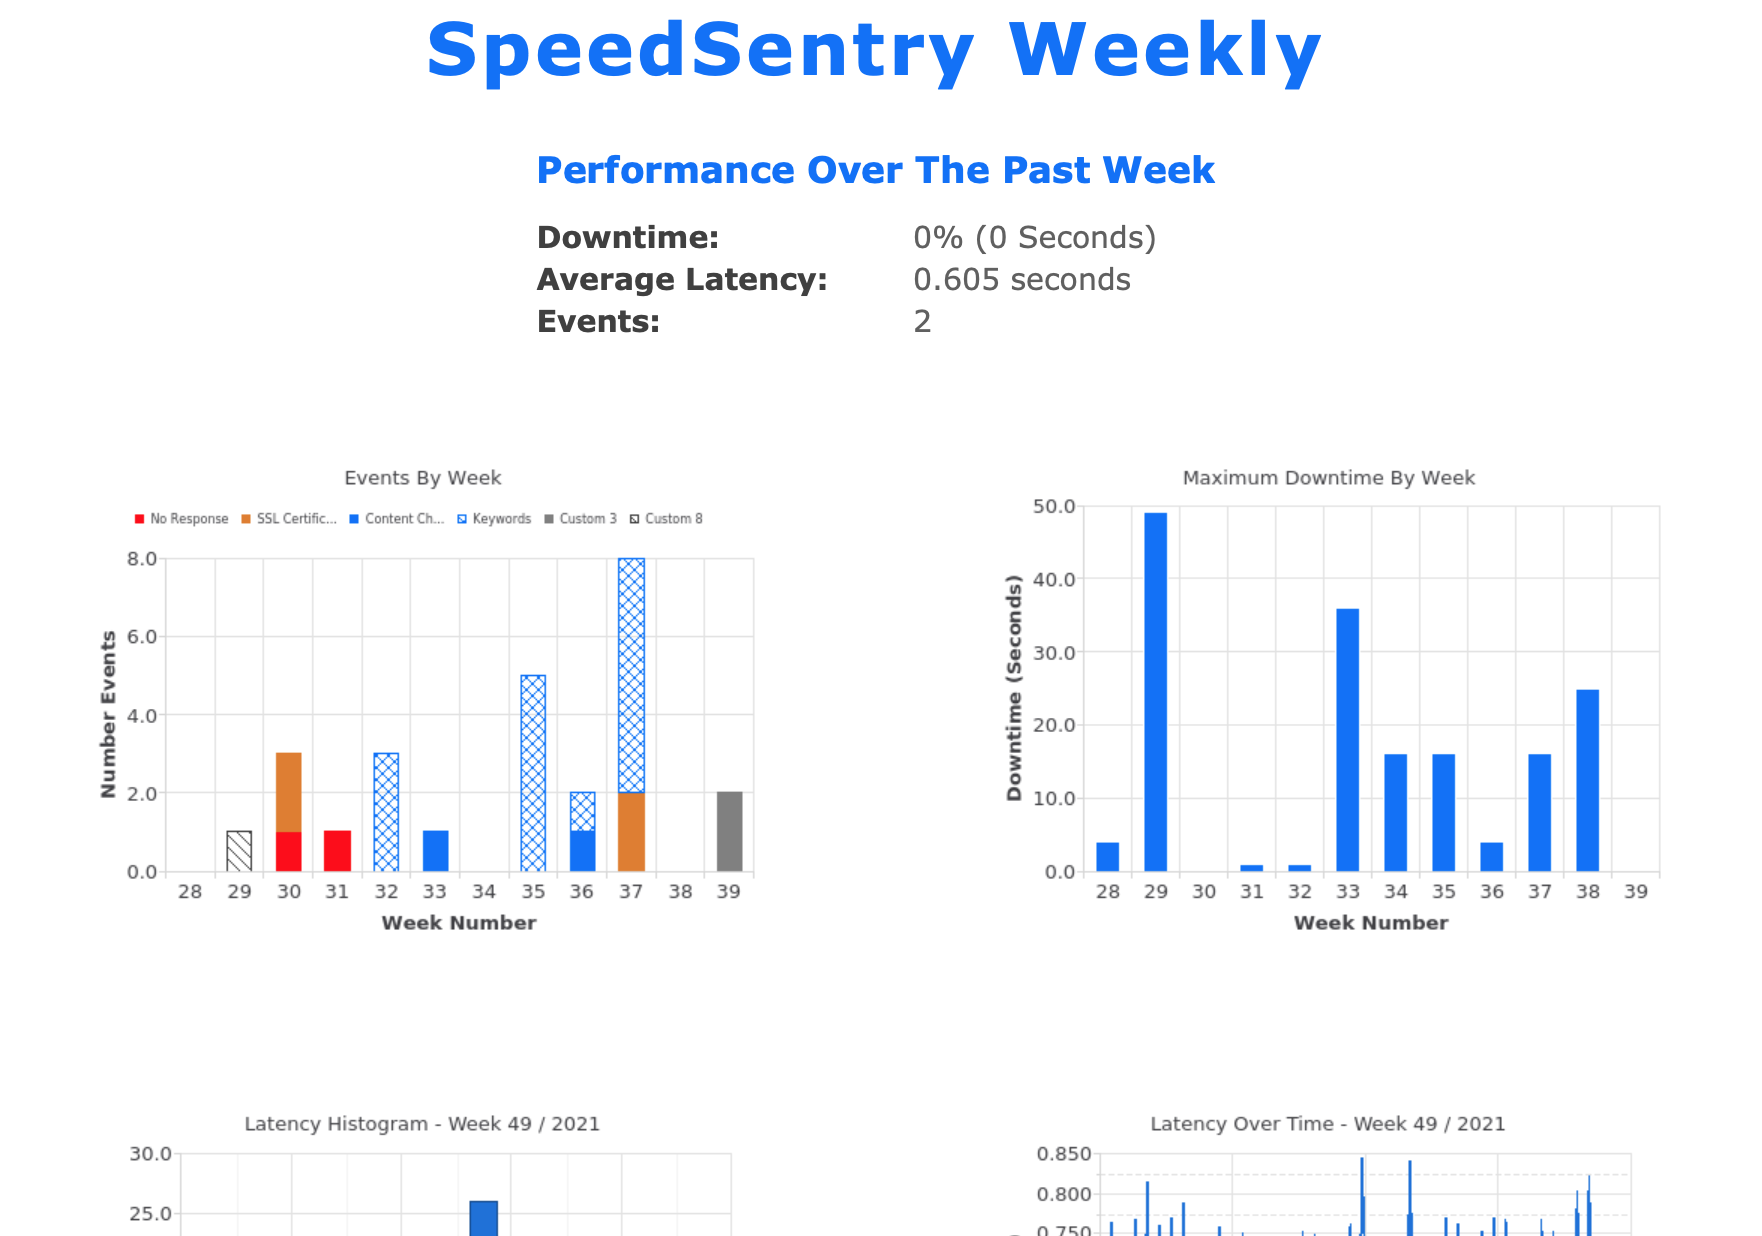 SpeedSentry Weekly
Performance Over The Past Week
Downtime: 0% (0 Seconds)
Average Latency: 0.605 seconds
Events: 2
Events By Week
No Response SSL Certific... Content Ch... Keywords Custom 3 Custom 8
8.0
6.0
4.0
2.0
0.0
Number Events
28 29 30 31 32 33 34 35 36 37 38 39
Week Number
Maximum Downtime By Week
50.0
40.0
30.0
20.0
10.0
0.0
Downtime (Seconds)
28 29 30 31 32 33 34 35 36 37 38 39
Week Number
Latency Histogram - Week 49 / 2021
30.0
25.0
Latency Over Time - Week 49 / 2021
0.850
0.800
0.750